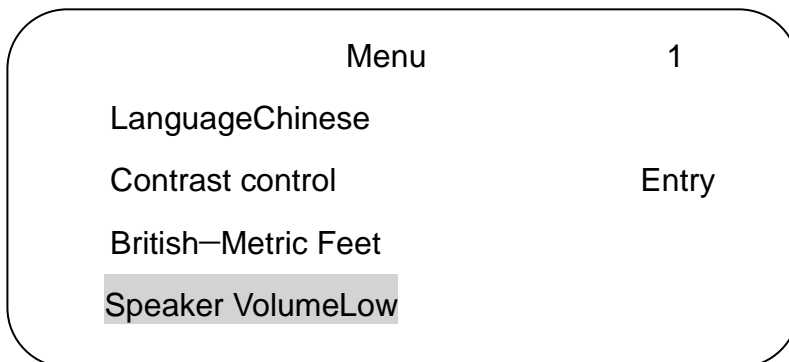 Menu 1
LanguageChinese
Contrast control Entry
British—Metric Feet
Speaker VolumeLow